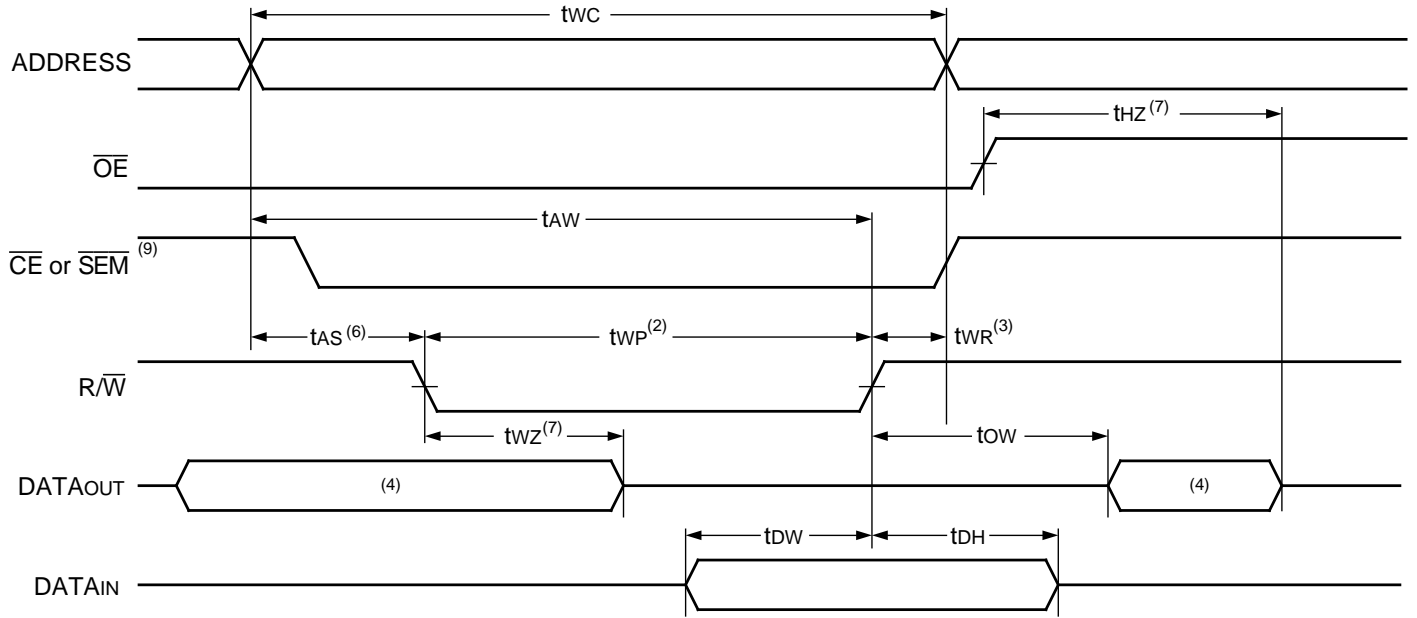 tWC
ADDRESS
tHZ (7)
OE
tAW
CE or SEM (9)
tAS (6) tWP (2) tWR (3)
R/W
tWZ (7) tOW
DATAOUT (4) (4)
tDW tDH
DATAIN